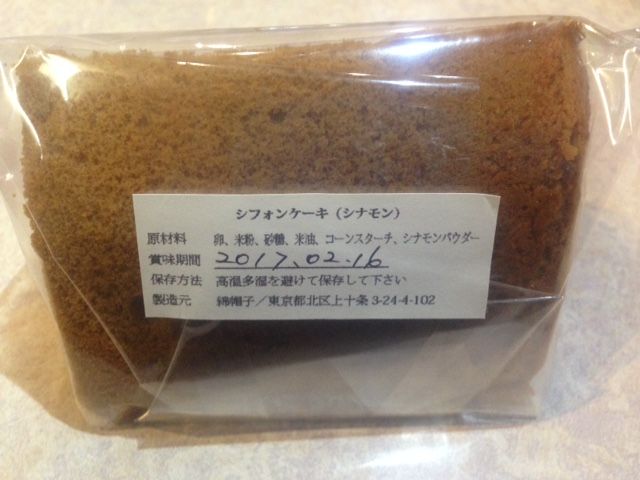 シフォンケーキ（シナモン）
原材料 卵、米粉、砂糖、米油、コーンスターチ、シナモンパウダー
賞味期間 2017.02.16
保存方法 高温多湿を避けて保存して下さい
製造元 綿帽子／東京都北区上十条3-24-4-102